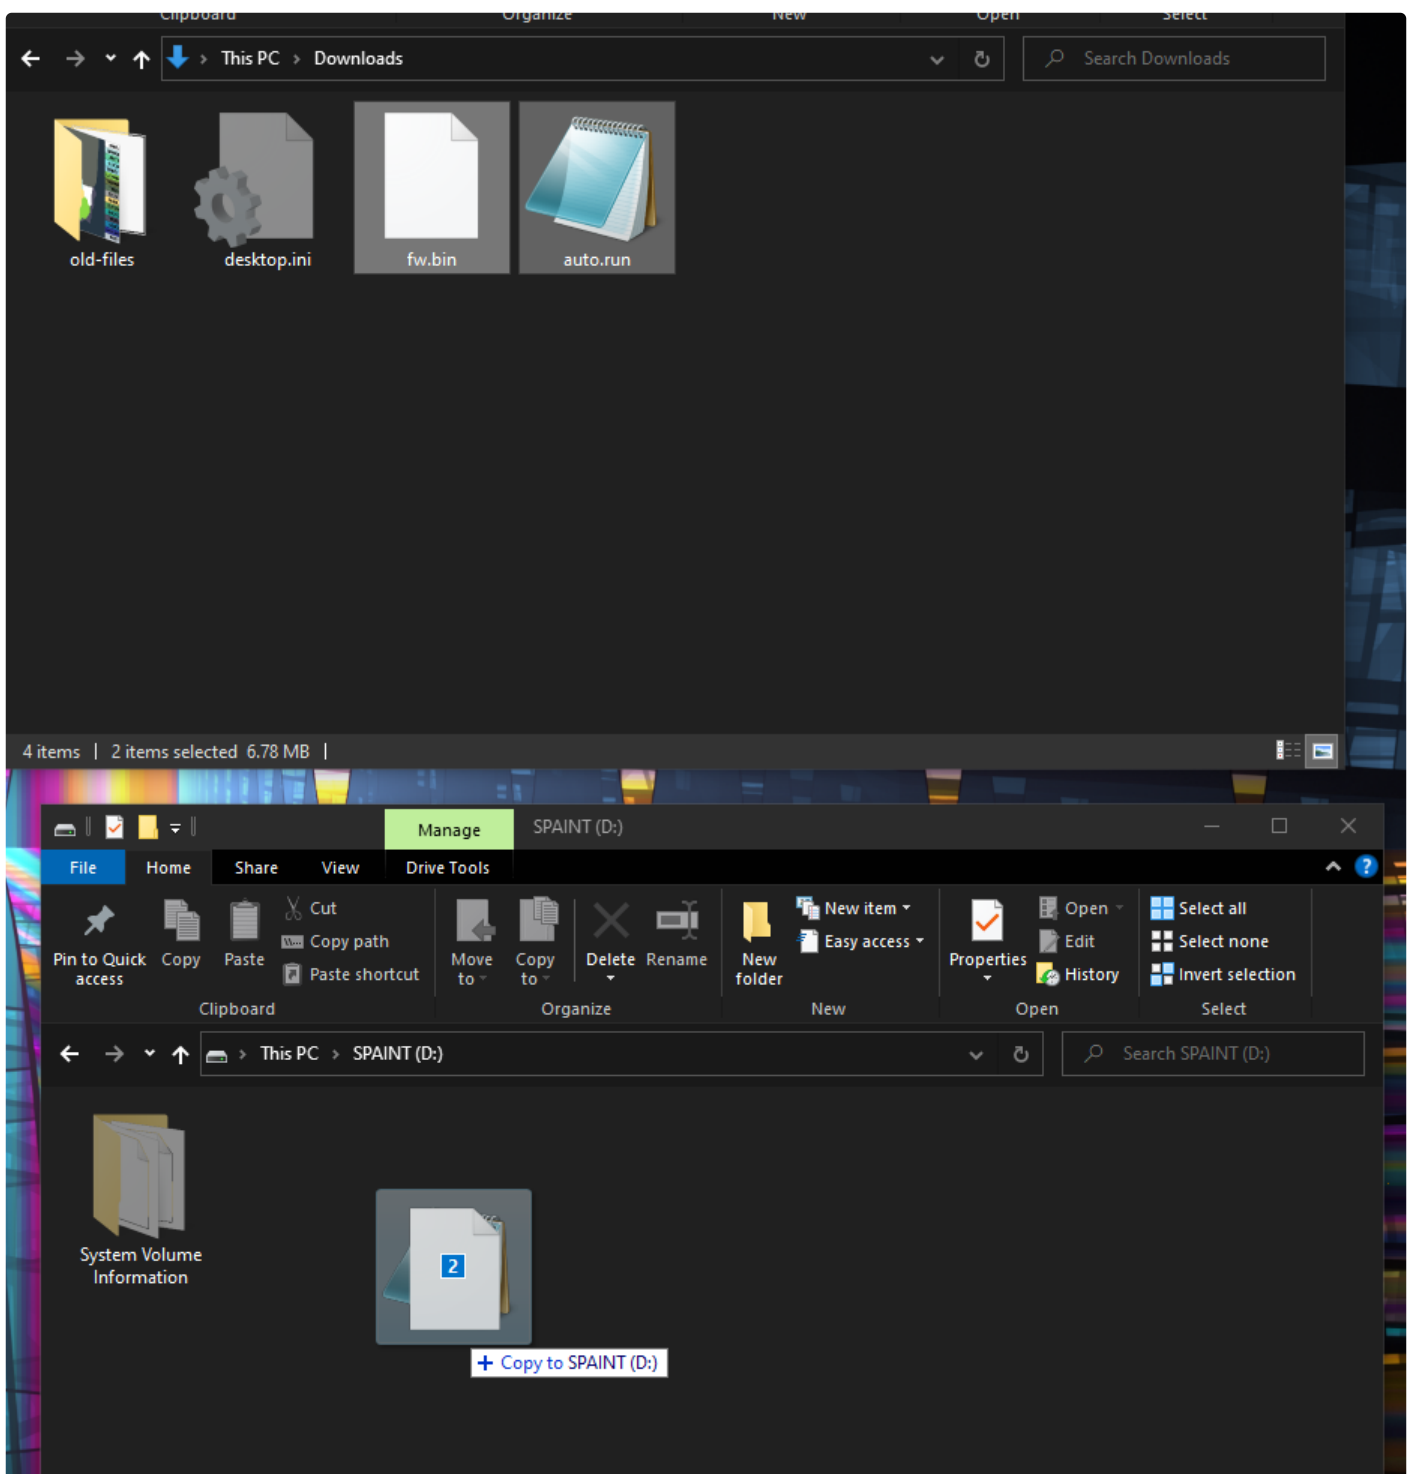 Clipboard Organize New Open Select
This PC > Downloads
Search Downloads
old-files
desktop.ini
fw.bin
auto.run
4 items
2 items selected 6.78 MB
Manage
SPAINT (D:)
File
Home
Share
View
Drive Tools
Pin to Quick
access
Copy
Paste
Cut
Copy path
Paste shortcut
Clipboard
Move
to
Copy
to
Delete
Rename
Organize
New
folder
New item
Easy access
New
Properties
Open
Edit
History
Open
Select all
Select none
Invert selection
Select
This PC > SPAINT (D:)
Search SPAINT (D:)
System Volume
Information
2
+ Copy to SPAINT (D:)